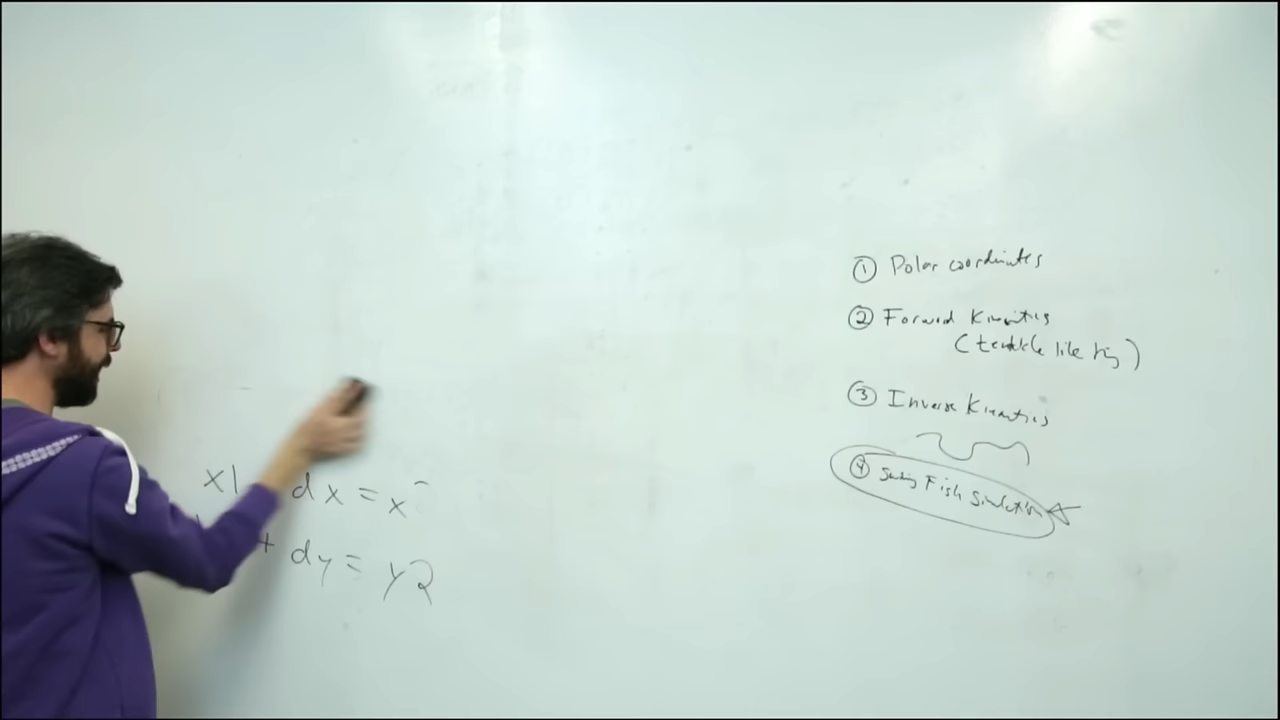 ① Polar coordinates
② Forward Kinematics
(tentacle like thing)
③ Inverse Kinematics
④ Fish Simulation
x1 dx = x
+ dy = y2